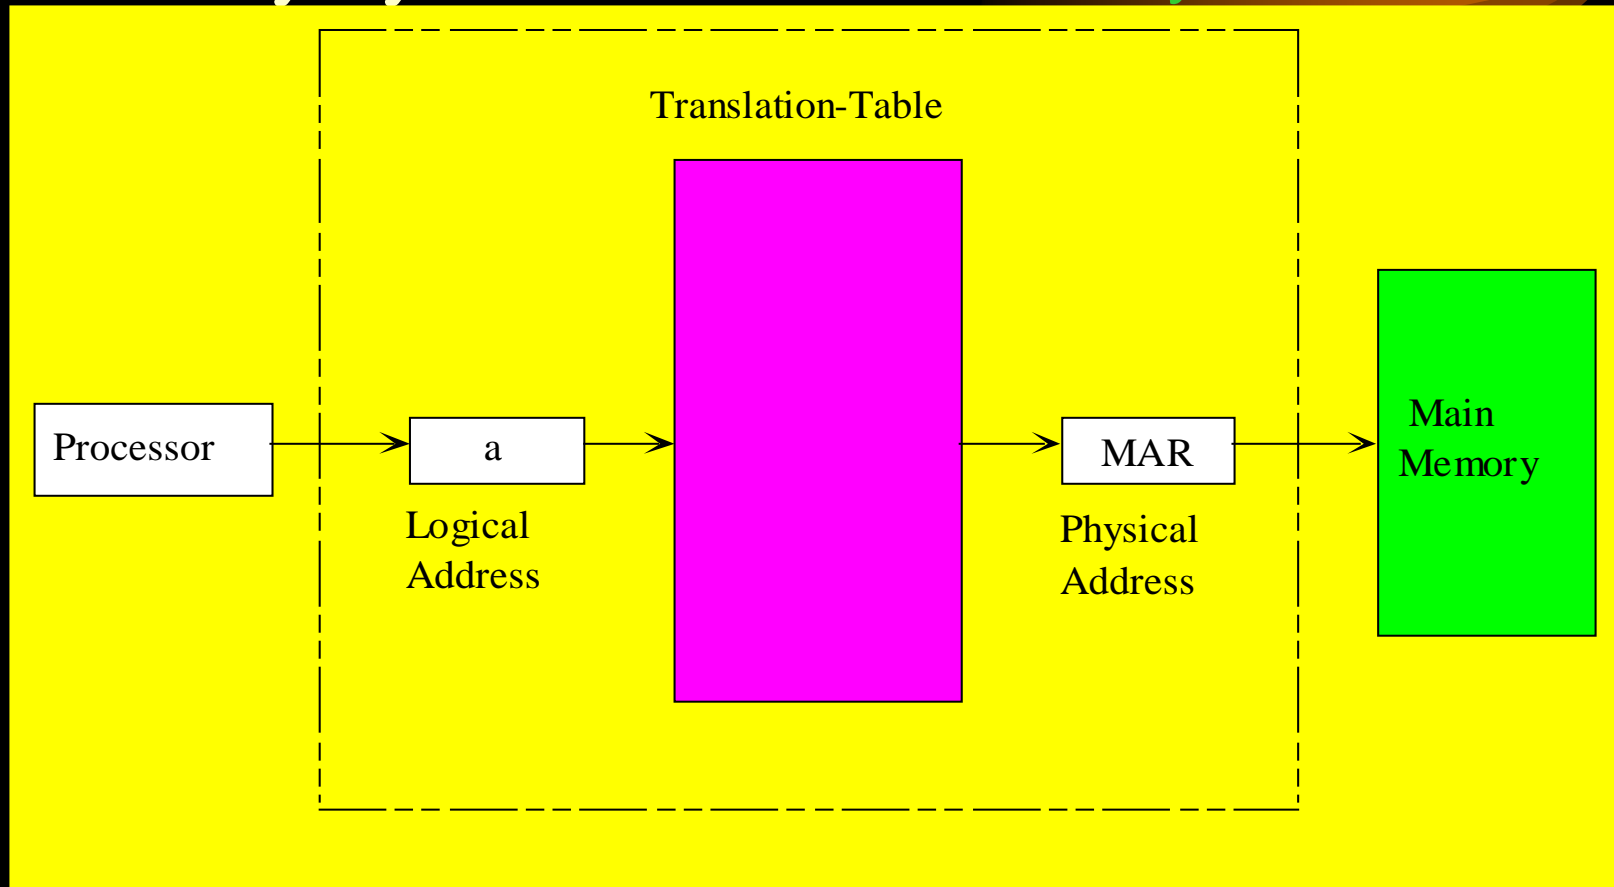 Translation-Table
Processor
a
Logical
Address
MAR
Physical
Address
Main
Memory